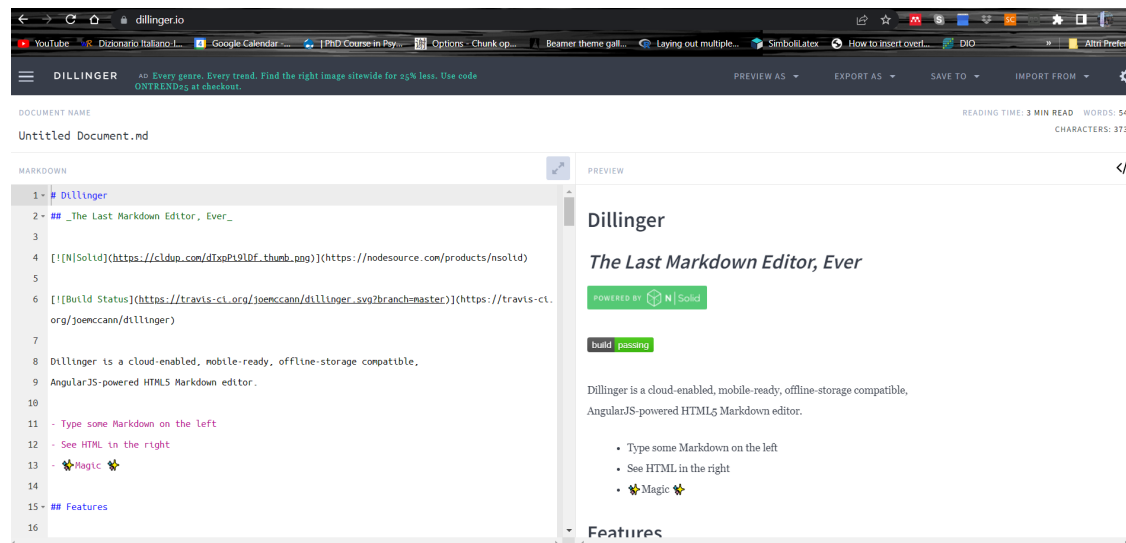 dillinger.io
YouTube Dizionario Italiano-I... Google Calendar -... | PhD Course in Psy... Options - Chunk op... Beamer theme gall... Laying out multiple... SimboliLatex How to insert overl... DIO » Altri Prefer
DILLINGER AD Every genre. Every trend. Find the right image sitewide for 25% less. Use code PREVIEW AS EXPORT AS SAVE TO IMPORT FROM
ONTREND25 at checkout.
DOCUMENT NAME READING TIME: 3 MIN READ WORDS: 54
Untitled Document.md CHARACTERS: 373
MARKDOWN
1 # Dillinger
2 ## _The Last Markdown Editor, Ever_
3
4 [![N|Solid](https://cldup.com/dTxpPi9lDf.thumb.png)](https://nodesource.com/products/nsolid)
5
6 [![Build Status](https://travis-ci.org/joemccann/dillinger.svg?branch=master)](https://travis-ci.
org/joemccann/dillinger)
7
8 Dillinger is a cloud-enabled, mobile-ready, offline-storage compatible,
9 AngularJS-powered HTML5 Markdown editor.
10
11 - Type some Markdown on the left
12 - See HTML in the right
13 - ✨Magic ✨
14
15 ## Features
16
PREVIEW </
Dillinger
The Last Markdown Editor, Ever
POWERED BY N|Solid
build passing
Dillinger is a cloud-enabled, mobile-ready, offline-storage compatible,
AngularJS-powered HTML5 Markdown editor.
• Type some Markdown on the left
• See HTML in the right
• ✨Magic ✨
Features